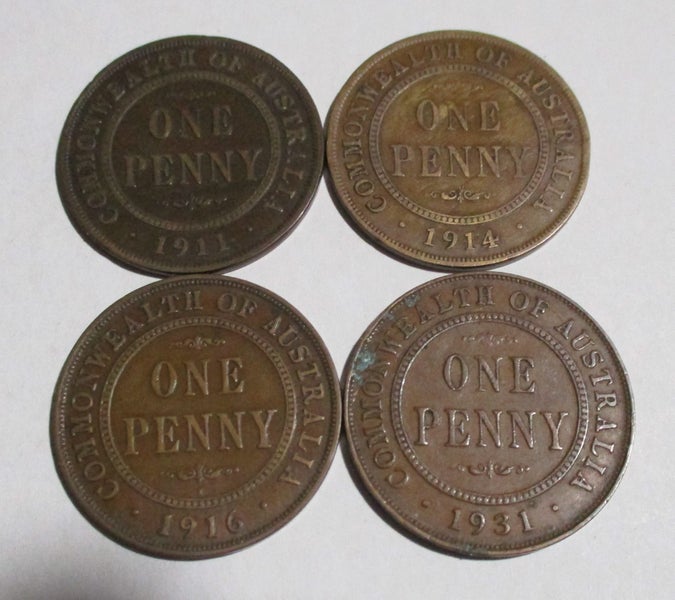 COMMONWEALTH OF AUSTRALIA
ONE
PENNY
1911
COMMONWEALTH OF AUSTRALIA
ONE
PENNY
1914
COMMONWEALTH OF AUSTRALIA
ONE
PENNY
1916
COMMONWEALTH OF AUSTRALIA
ONE
PENNY
1931